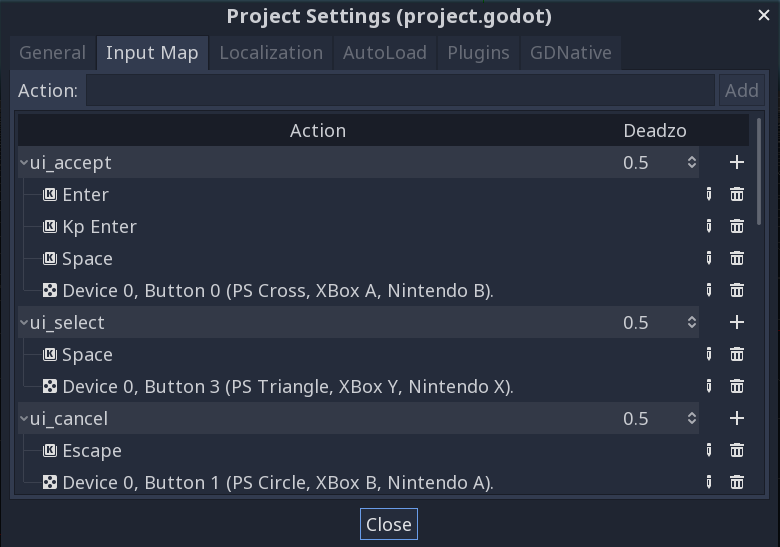 Project Settings (project.godot)
General Input Map Localization AutoLoad Plugins GDNative
Action: Add
Action Deadzo
ui_accept 0.5
Enter
Kp Enter
Space
Device 0, Button 0 (PS Cross, XBox A, Nintendo B).
ui_select 0.5
Space
Device 0, Button 3 (PS Triangle, XBox Y, Nintendo X).
ui_cancel 0.5
Escape
Device 0, Button 1 (PS Circle, XBox B, Nintendo A).
Close